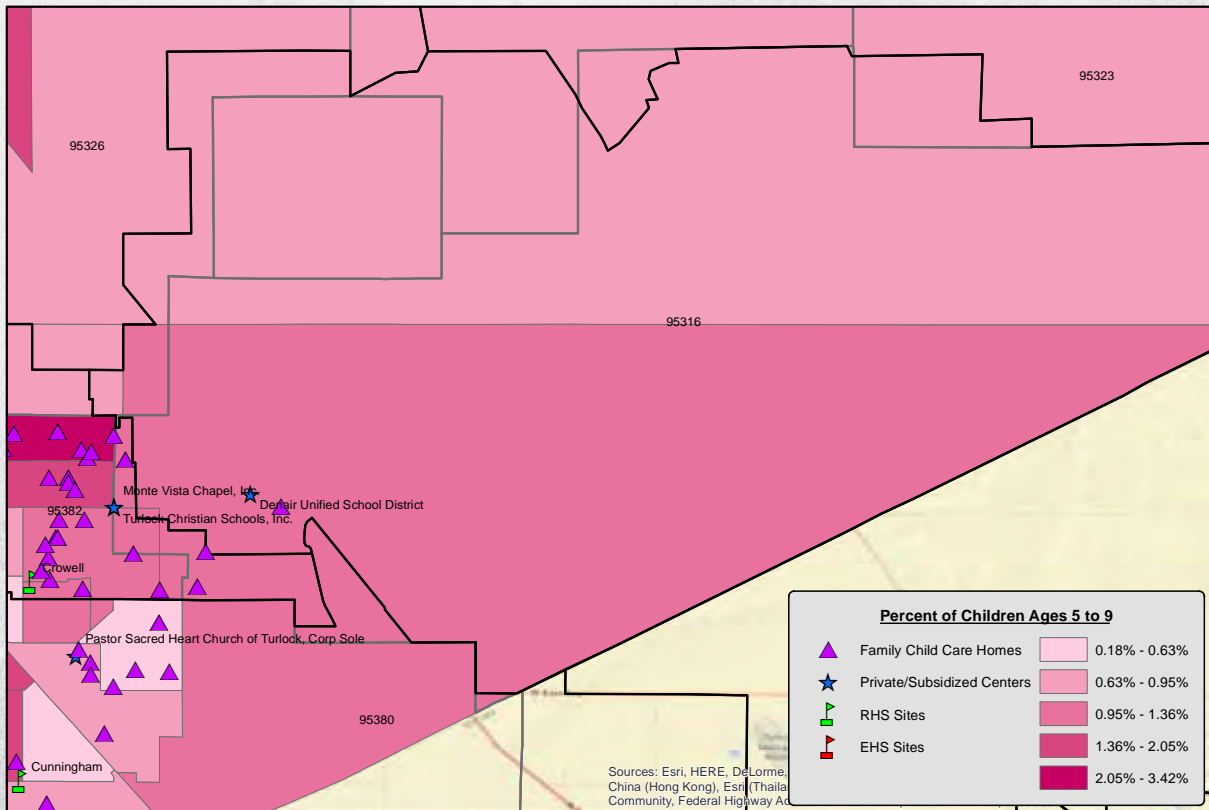 95323
95326
95316
Monte Vista Chapel, Inc.
Denair Unified School District
95382
Turlock Christian Schools, Inc.
Crowell
Pastor Sacred Heart Church of Turlock, Corp Sole
95380
Cunningham
Percent of Children Ages 5 to 9
Family Child Care Homes
0.18% - 0.63%
Private/Subsidized Centers
0.63% - 0.95%
RHS Sites
0.95% - 1.36%
EHS Sites
1.36% - 2.05%
2.05% - 3.42%
Sources: Esri, HERE, DeLorme,
China (Hong Kong), Esri (Thaila
Community, Federal Highway Ad